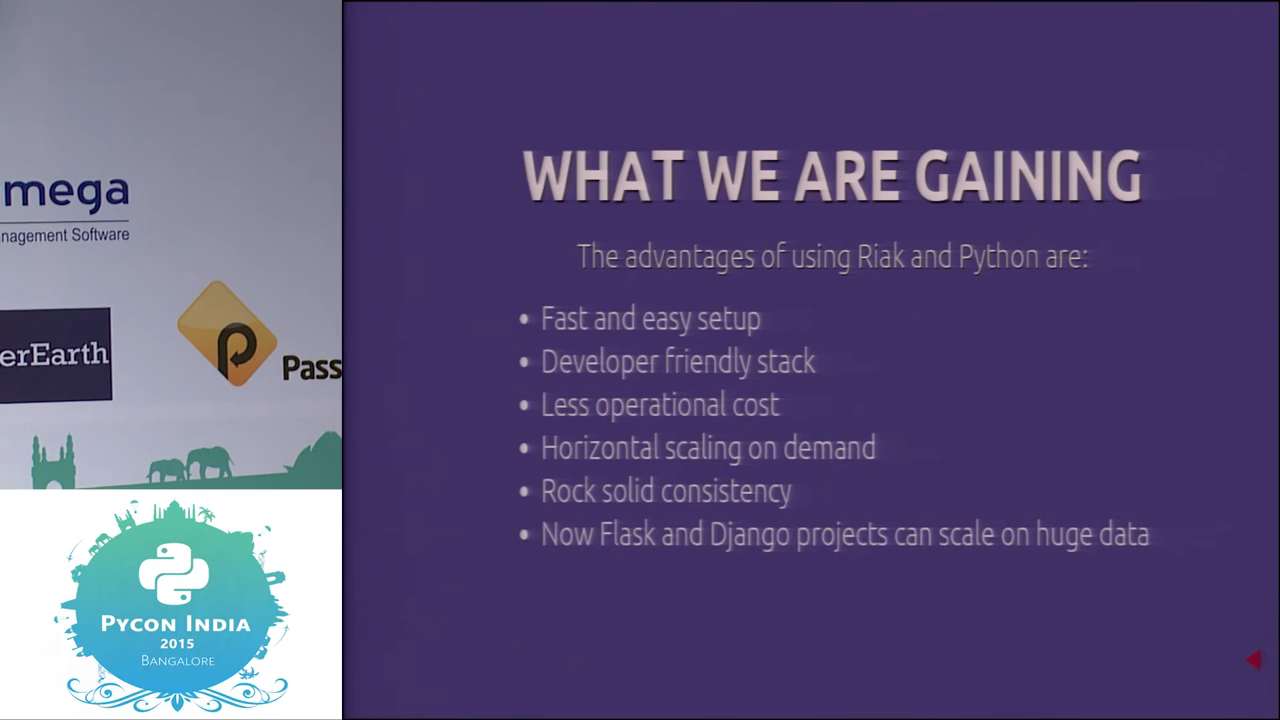 mega
nagement Software
erEarth
Pass
PYCON INDIA
2015
BANGALORE
WHAT WE ARE GAINING
The advantages of using Riak and Python are:
• Fast and easy setup
• Developer friendly stack
• Less operational cost
• Horizontal scaling on demand
• Rock solid consistency
• Now Flask and Django projects can scale on huge data